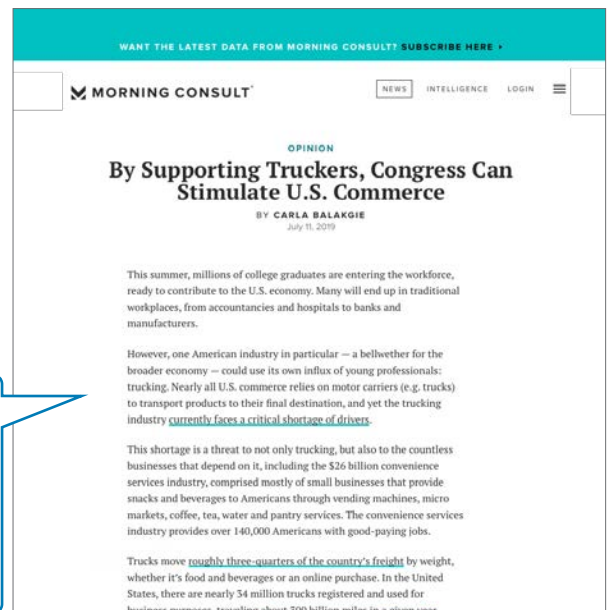 WANT THE LATEST DATA FROM MORNING CONSULT? SUBSCRIBE HERE ›
MORNING CONSULT
NEWS INTELLIGENCE LOGIN
OPINION
By Supporting Truckers, Congress Can
Stimulate U.S. Commerce
BY CARLA BALAKGIE
July 11, 2019
This summer, millions of college graduates are entering the workforce,
ready to contribute to the U.S. economy. Many will end up in traditional
workplaces, from accountancies and hospitals to banks and
manufacturers.
However, one American industry in particular — a bellwether for the
broader economy — could use its own influx of young professionals:
trucking. Nearly all U.S. commerce relies on motor carriers (e.g. trucks)
to transport products to their final destination, and yet the trucking
industry currently faces a critical shortage of drivers.
This shortage is a threat to not only trucking, but also to the countless
businesses that depend on it, including the $26 billion convenience
services industry, comprised mostly of small businesses that provide
snacks and beverages to Americans through vending machines, micro
markets, coffee, tea, water and pantry services. The convenience services
industry provides over 140,000 Americans with good-paying jobs.
Trucks move roughly three-quarters of the country's freight by weight,
whether it's food and beverages or an online purchase. In the United
States, there are nearly 34 million trucks registered and used for
business purposes, traveling about 300 billion miles in a given year